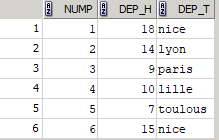 NUMP DEP_H DEP_T
1 1 18 nice
2 2 14 lyon
3 3 9 paris
4 4 10 lille
5 5 7 toulous
6 6 15 nice